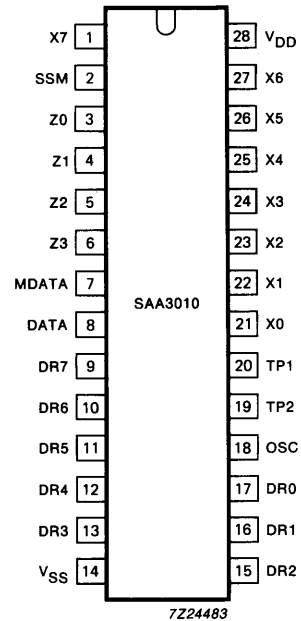 X7 1 28 VDD
SSM 2 27 X6
Z0 3 26 X5
Z1 4 25 X4
Z2 5 24 X3
Z3 6 23 X2
MDATA 7 22 X1
SAA3010
DATA 8 21 X0
DR7 9 20 TP1
DR6 10 19 TP2
DR5 11 18 OSC
DR4 12 17 DR0
DR3 13 16 DR1
VSS 14 15 DR2
7Z24483